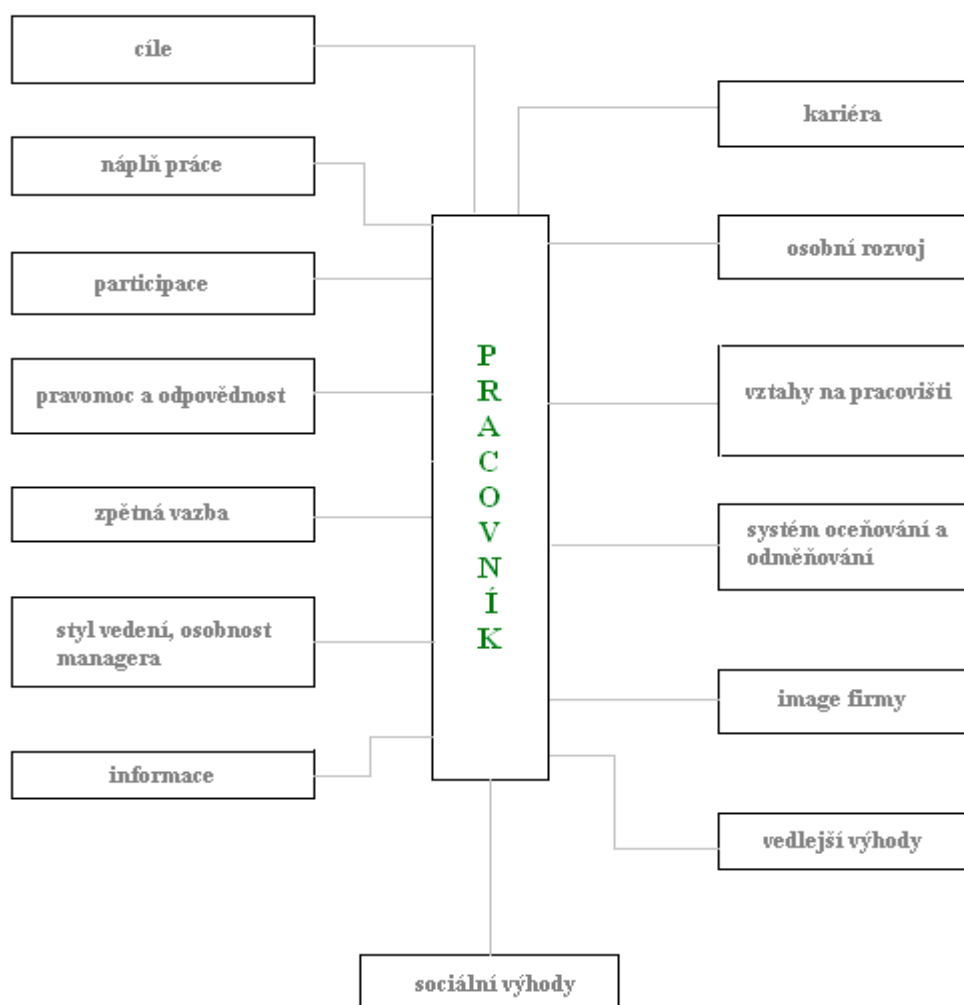 cíle
náplň práce
participace
pravomoc a odpovědnost
zpětná vazba
styl vedení, osobnost
managera
informace
P
R
A
C
O
V
N
Í
K
kariéra
osobní rozvoj
vztahy na pracovišti
systém oceňování a
odměňování
image firmy
vedlejší výhody
sociální výhody